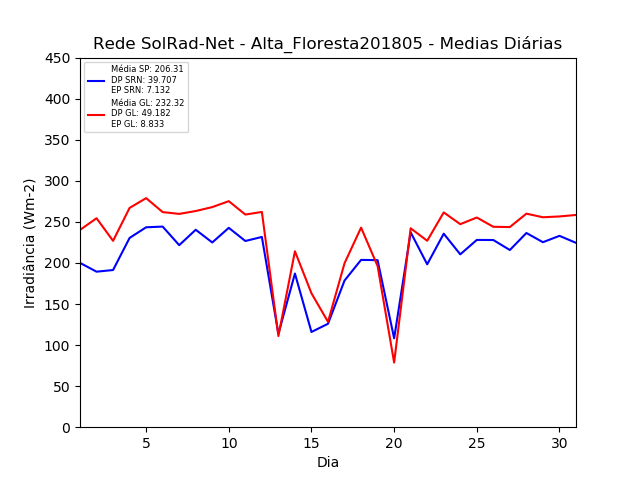 Rede SolRad-Net - Alta_Floresta201805 - Medias Diárias
450
400
350
300
250
200
150
100
50
0
Irradiância (Wm-2)
Média SP: 206.31
DP SRN: 39.707
EP SRN: 7.132
Média GL: 232.32
DP GL: 49.182
EP GL: 8.833
5
10
15
20
25
30
Dia